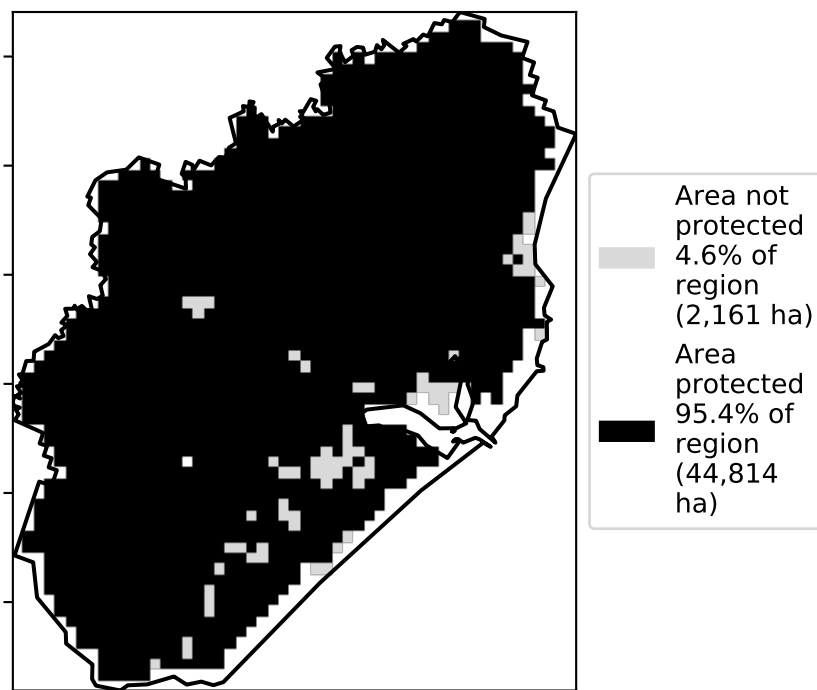 Area not
protected
4.6% of
region
(2,161 ha)
Area
protected
95.4% of
region
(44,814
ha)